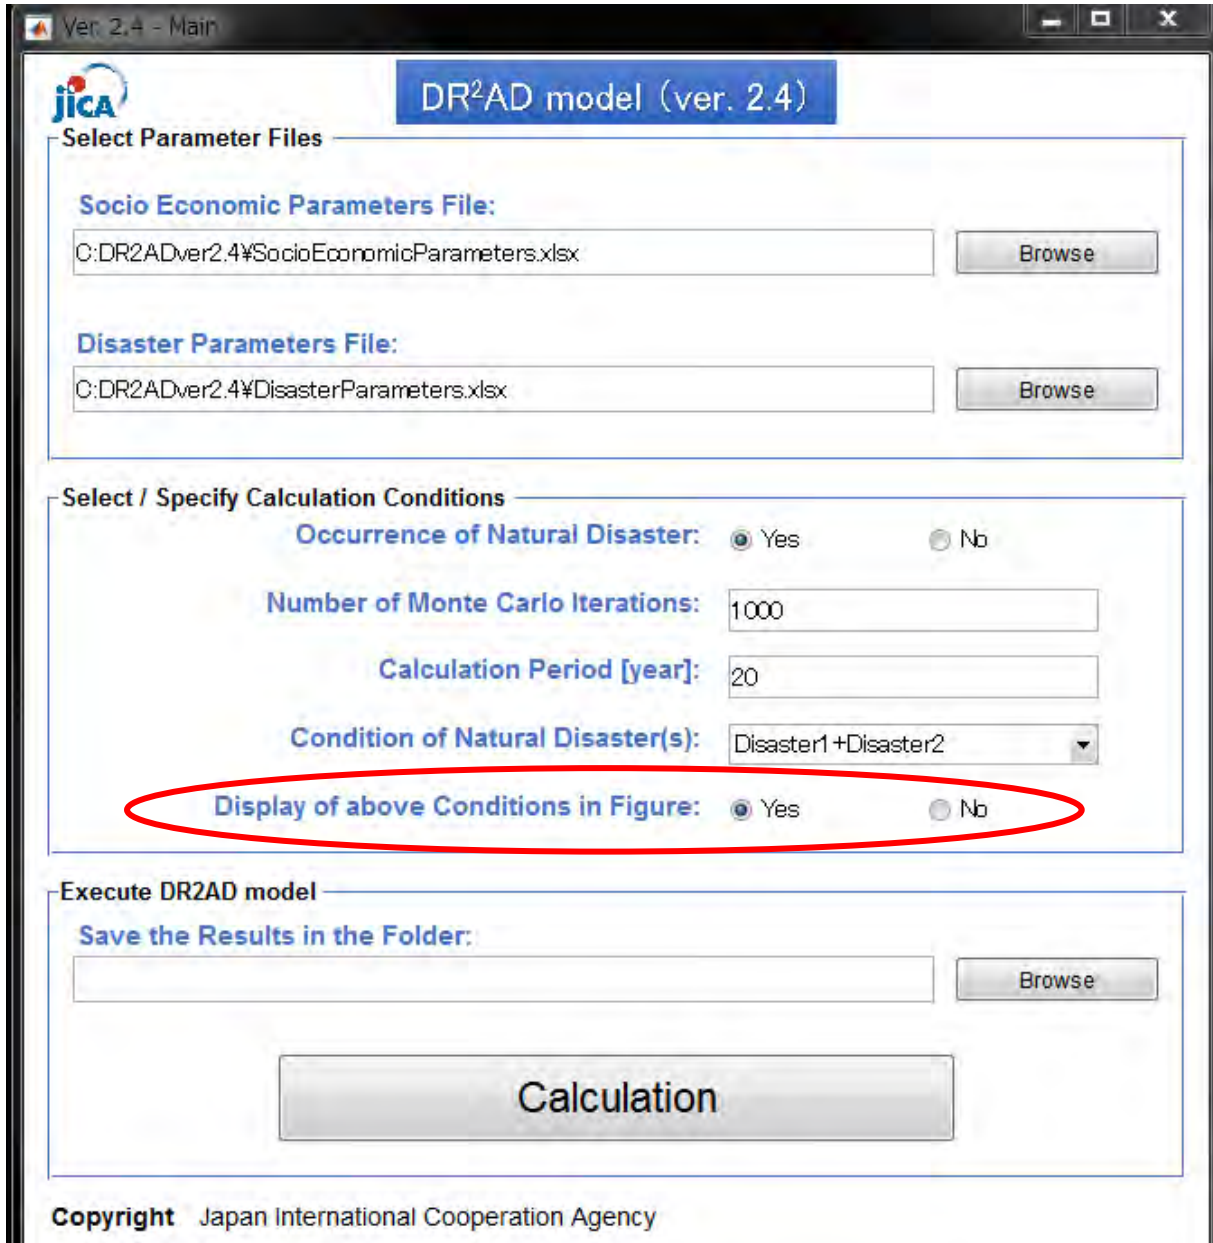 Ver. 2.4 - Main
jICA
DR²AD model (ver. 2.4)
Select Parameter Files
Socio Economic Parameters File:
C:DR2ADver2.4¥SocioEconomicParameters.xlsx
Browse
Disaster Parameters File:
C:DR2ADver2.4¥DisasterParameters.xlsx
Browse
Select / Specify Calculation Conditions
Occurrence of Natural Disaster: Yes No
Number of Monte Carlo Iterations: 1000
Calculation Period [year]: 20
Condition of Natural Disaster(s): Disaster1+Disaster2
Display of above Conditions in Figure: Yes No
Execute DR2AD model
Save the Results in the Folder:
Browse
Calculation
Copyright Japan International Cooperation Agency